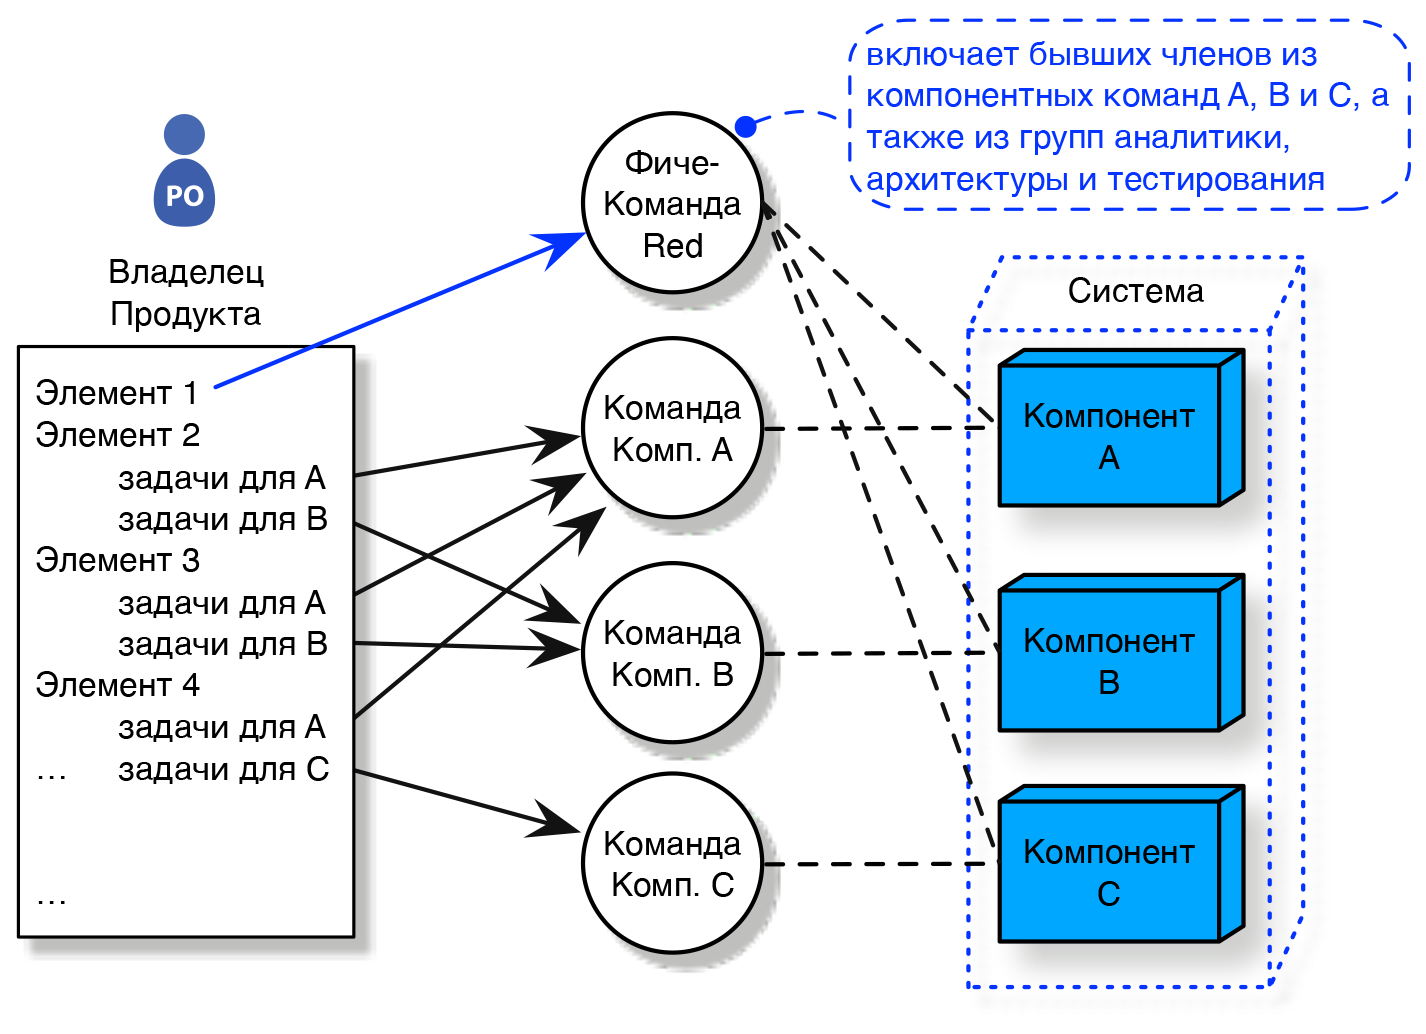 включает бывших членов из
компонентных команд А, В и С, а
также из групп аналитики,
архитектуры и тестирования
PO
Владелец
Продукта
Фиче-
Команда
Red
Система
Элемент 1
Элемент 2
задачи для А
задачи для В
Элемент 3
задачи для А
задачи для В
Элемент 4
задачи для А
... задачи для С
...
Команда
Комп. А
Команда
Комп. В
Команда
Комп. С
Компонент
А
Компонент
В
Компонент
С